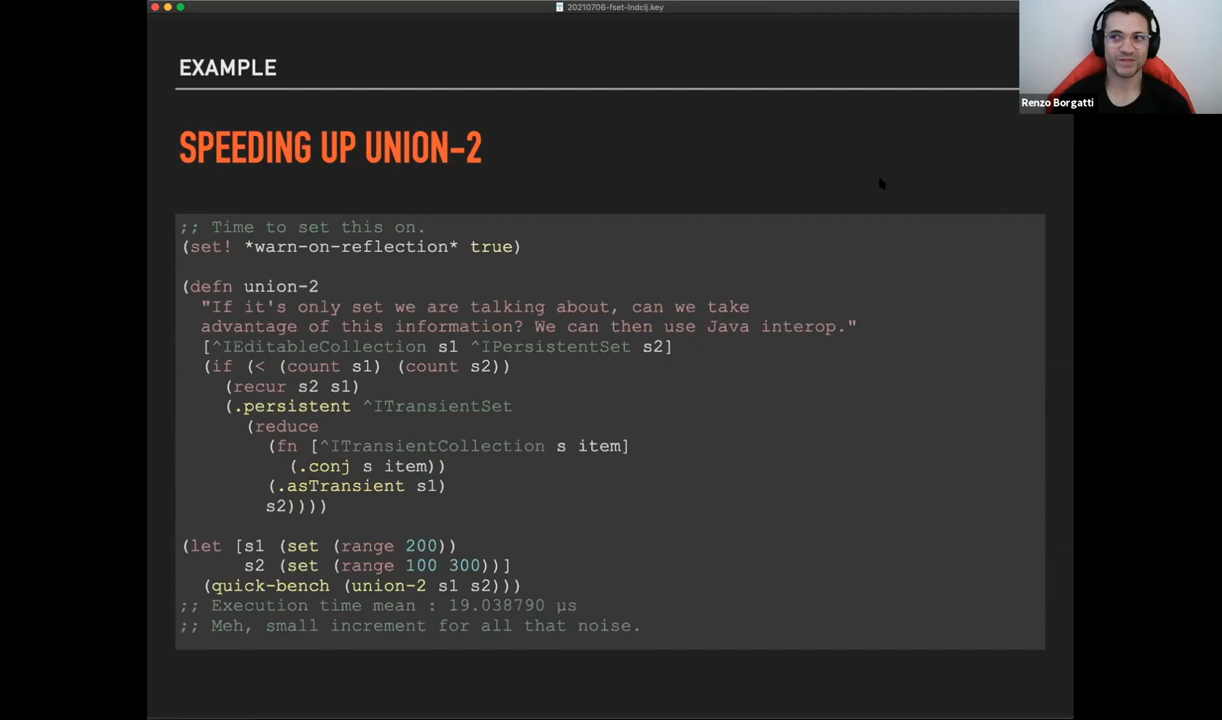 20210706-fset-lndclj.key
EXAMPLE
Renzo Borgatti
SPEEDING UP UNION-2
;; Time to set this on.
(set! *warn-on-reflection* true)
(defn union-2
"If it's only set we are talking about, can we take
advantage of this information? We can then use Java interop."
[^IEditableCollection s1 ^IPersistentSet s2]
(if (< (count s1) (count s2))
(recur s2 s1)
(.persistent ^ITransientSet
(reduce
(fn [^ITransientCollection s item]
(.conj s item))
(.asTransient s1)
s2))))
(let [s1 (set (range 200))
s2 (set (range 100 300))]
(quick-bench (union-2 s1 s2)))
;; Execution time mean : 19.038790 µs
;; Meh, small increment for all that noise.